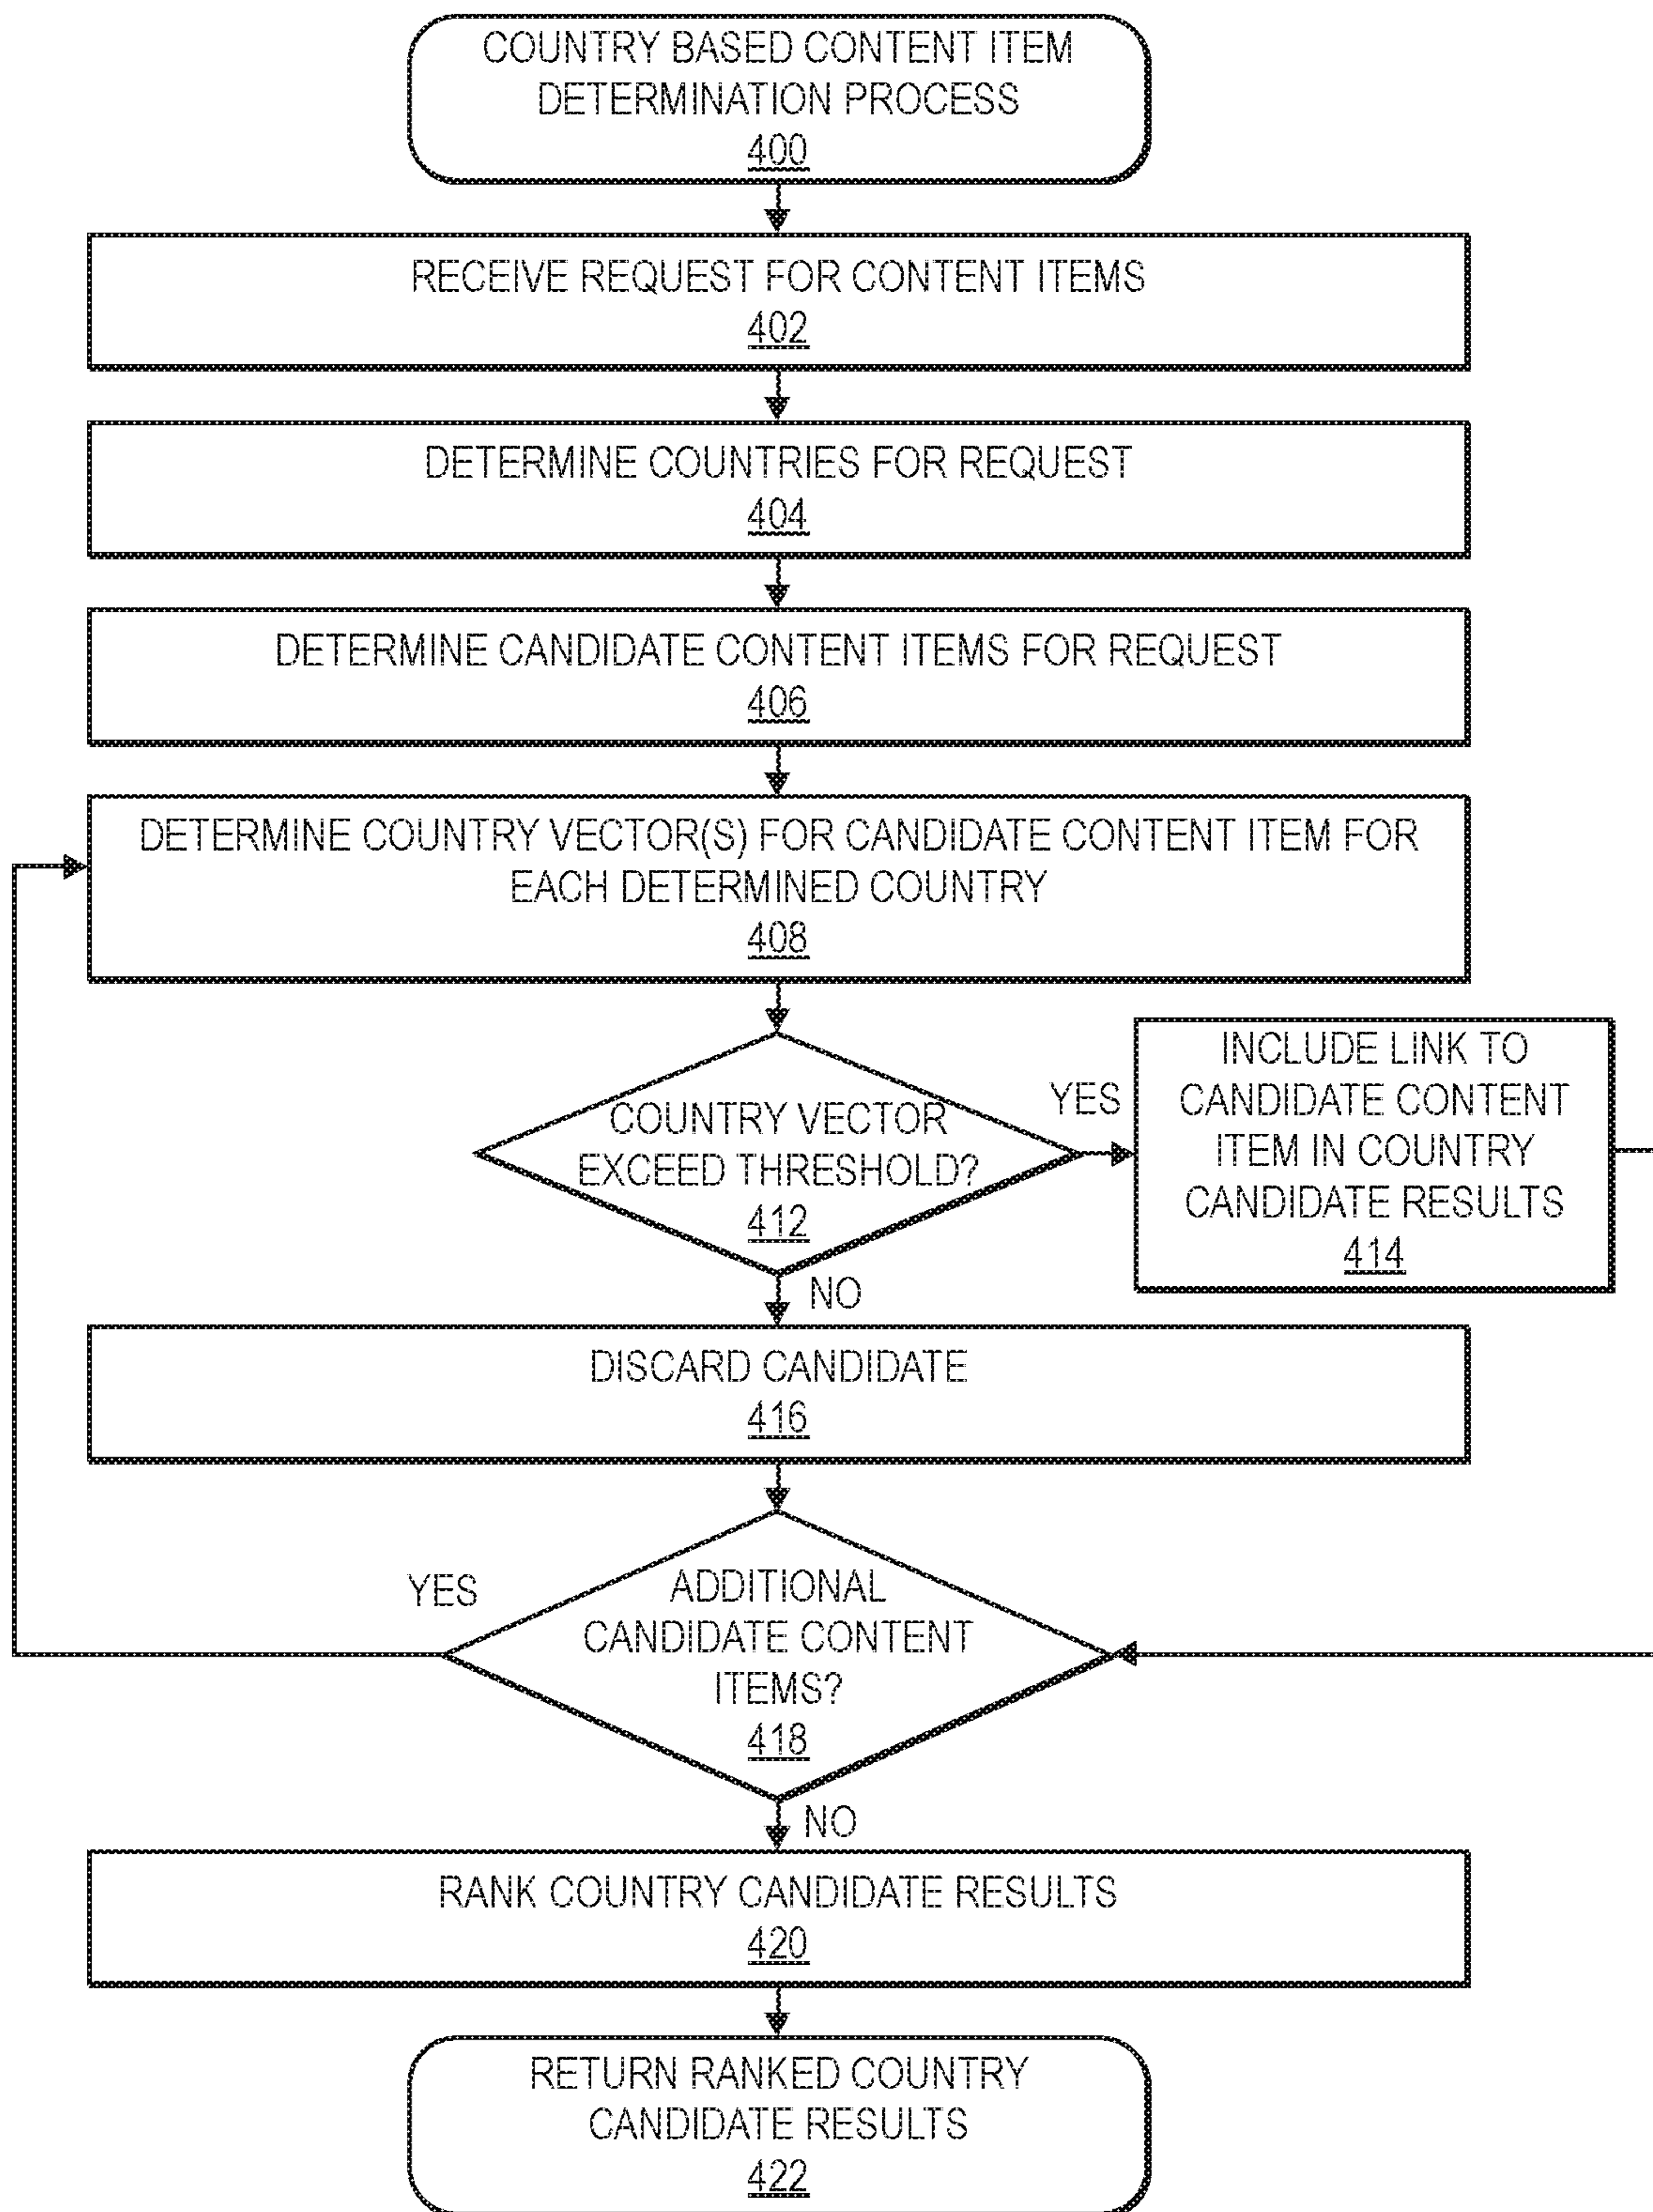 COUNTRY BASED CONTENT ITEM
DETERMINATION PROCESS
400
RECEIVE REQUEST FOR CONTENT ITEMS
402
DETERMINE COUNTRIES FOR REQUEST
404
DETERMINE CANDIDATE CONTENT ITEMS FOR REQUEST
406
DETERMINE COUNTRY VECTOR(S) FOR CANDIDATE CONTENT ITEM FOR
EACH DETERMINED COUNTRY
408
COUNTRY VECTOR
EXCEED THRESHOLD?
412
YES
INCLUDE LINK TO
CANDIDATE CONTENT
ITEM IN COUNTRY
CANDIDATE RESULTS
414
NO
DISCARD CANDIDATE
416
YES
ADDITIONAL
CANDIDATE CONTENT
ITEMS?
418
NO
RANK COUNTRY CANDIDATE RESULTS
420
RETURN RANKED COUNTRY
CANDIDATE RESULTS
422